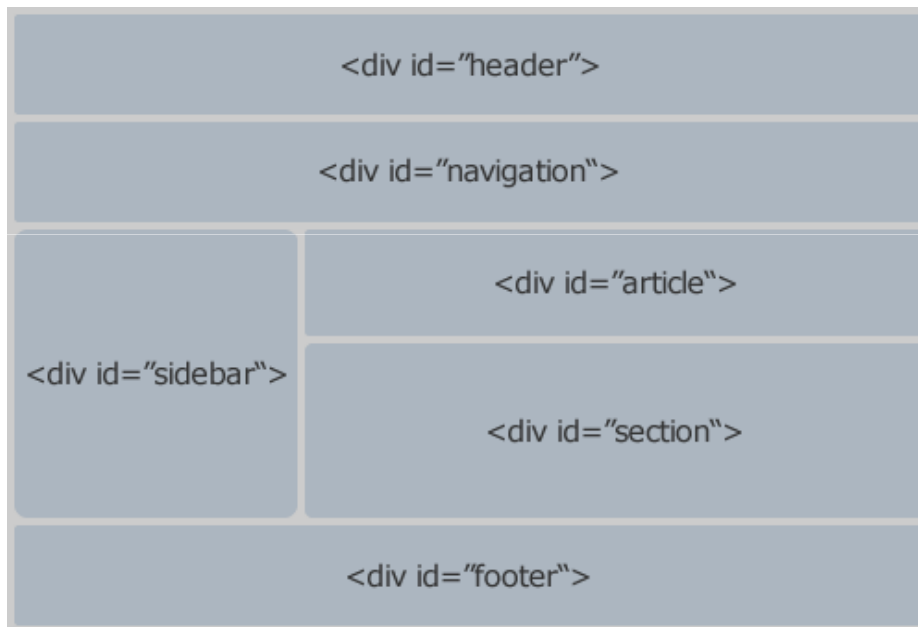 <div id=”header”>
<div id=”navigation“>
<div id=”article“>
<div id=”sidebar“>
<div id=”section“>
<div id=”footer“>